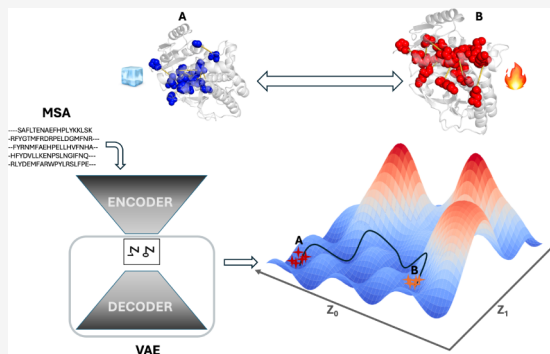 A
B
MSA
----SAFLTENAEFHPLYKKLSK
-RFYGTMFRDRPELDGMFNR---
--FYRNMFAEHPELLHVFNHA--
-HFYDVLLKENPSLNGIFNQ---
-RLYDEMFARWPYLRSLFPE---
ENCODER
DECODER
VAE
A
B
Z0
Z1